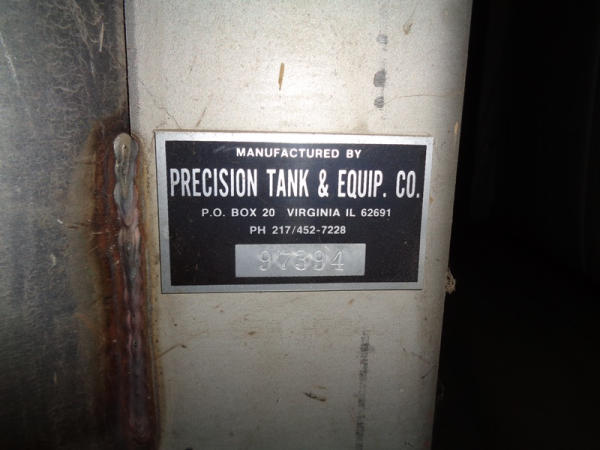 MANUFACTURED BY
PRECISION TANK & EQUIP. CO.
P.O. BOX 20 VIRGINIA IL 62691
PH 217/452-7228
97394